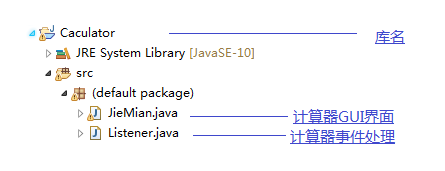 Caculator 库名
JRE System Library [JavaSE-10]
src
(default package)
JieMian.java 计算器GUI界面
Listener.java 计算器事件处理